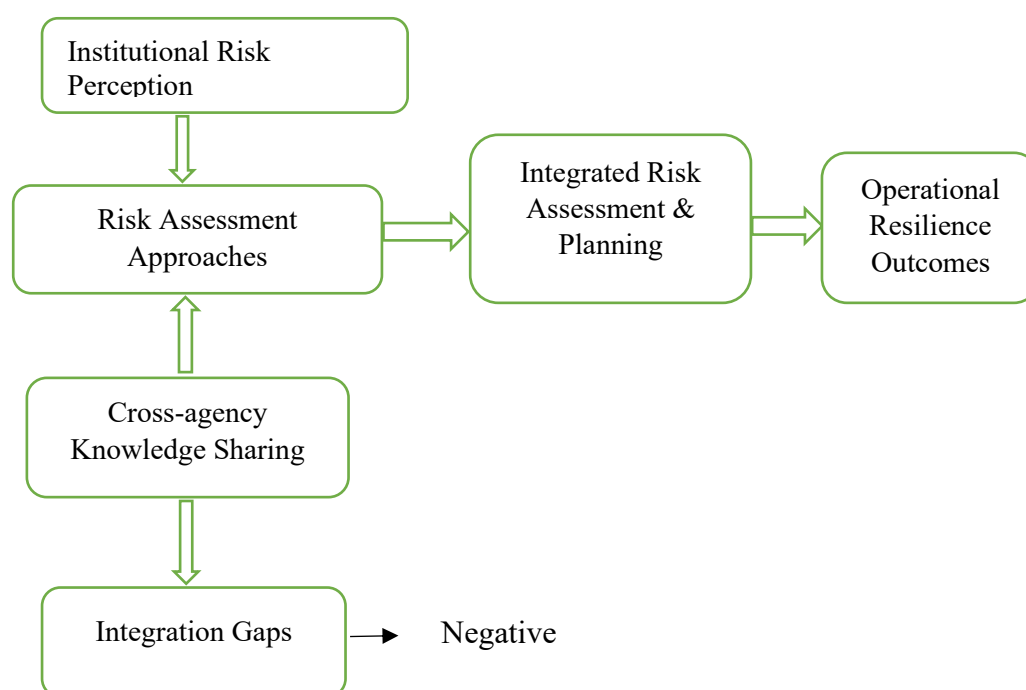 Institutional Risk
Perception
Risk Assessment
Approaches
Integrated Risk
Assessment &
Planning
Operational
Resilience
Outcomes
Cross-agency
Knowledge Sharing
Integration Gaps
Negative